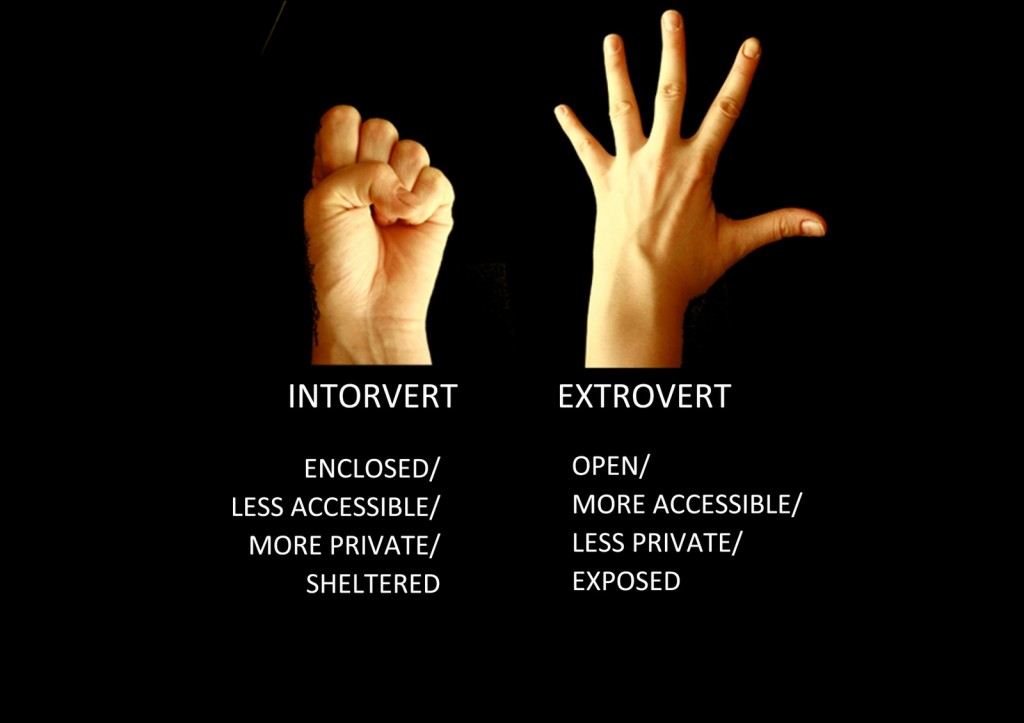 INTORVERT
ENCLOSED/
LESS ACCESSIBLE/
MORE PRIVATE/
SHELTERED
EXTROVERT
OPEN/
MORE ACCESSIBLE/
LESS PRIVATE/
EXPOSED